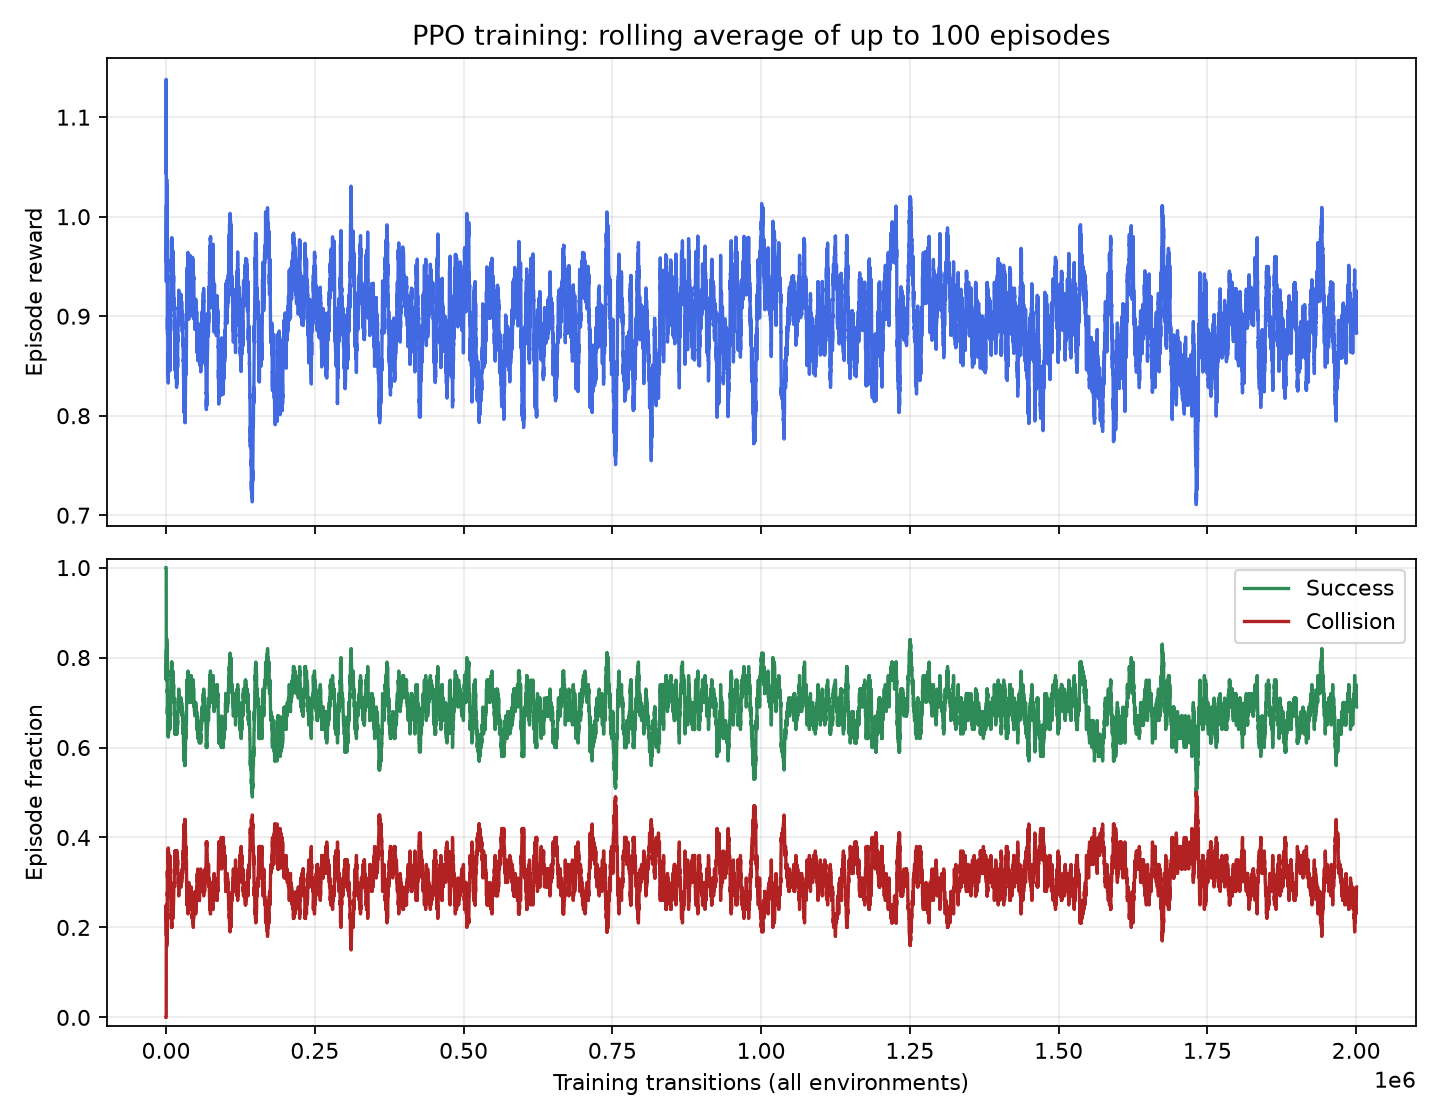 PPO training: rolling average of up to 100 episodes
Episode reward
1.1
1.0
0.9
0.8
0.7
Episode fraction
1.0
0.8
0.6
0.4
0.2
0.0
Success
Collision
0.00 0.25 0.50 0.75 1.00 1.25 1.50 1.75 2.00
1e6
Training transitions (all environments)